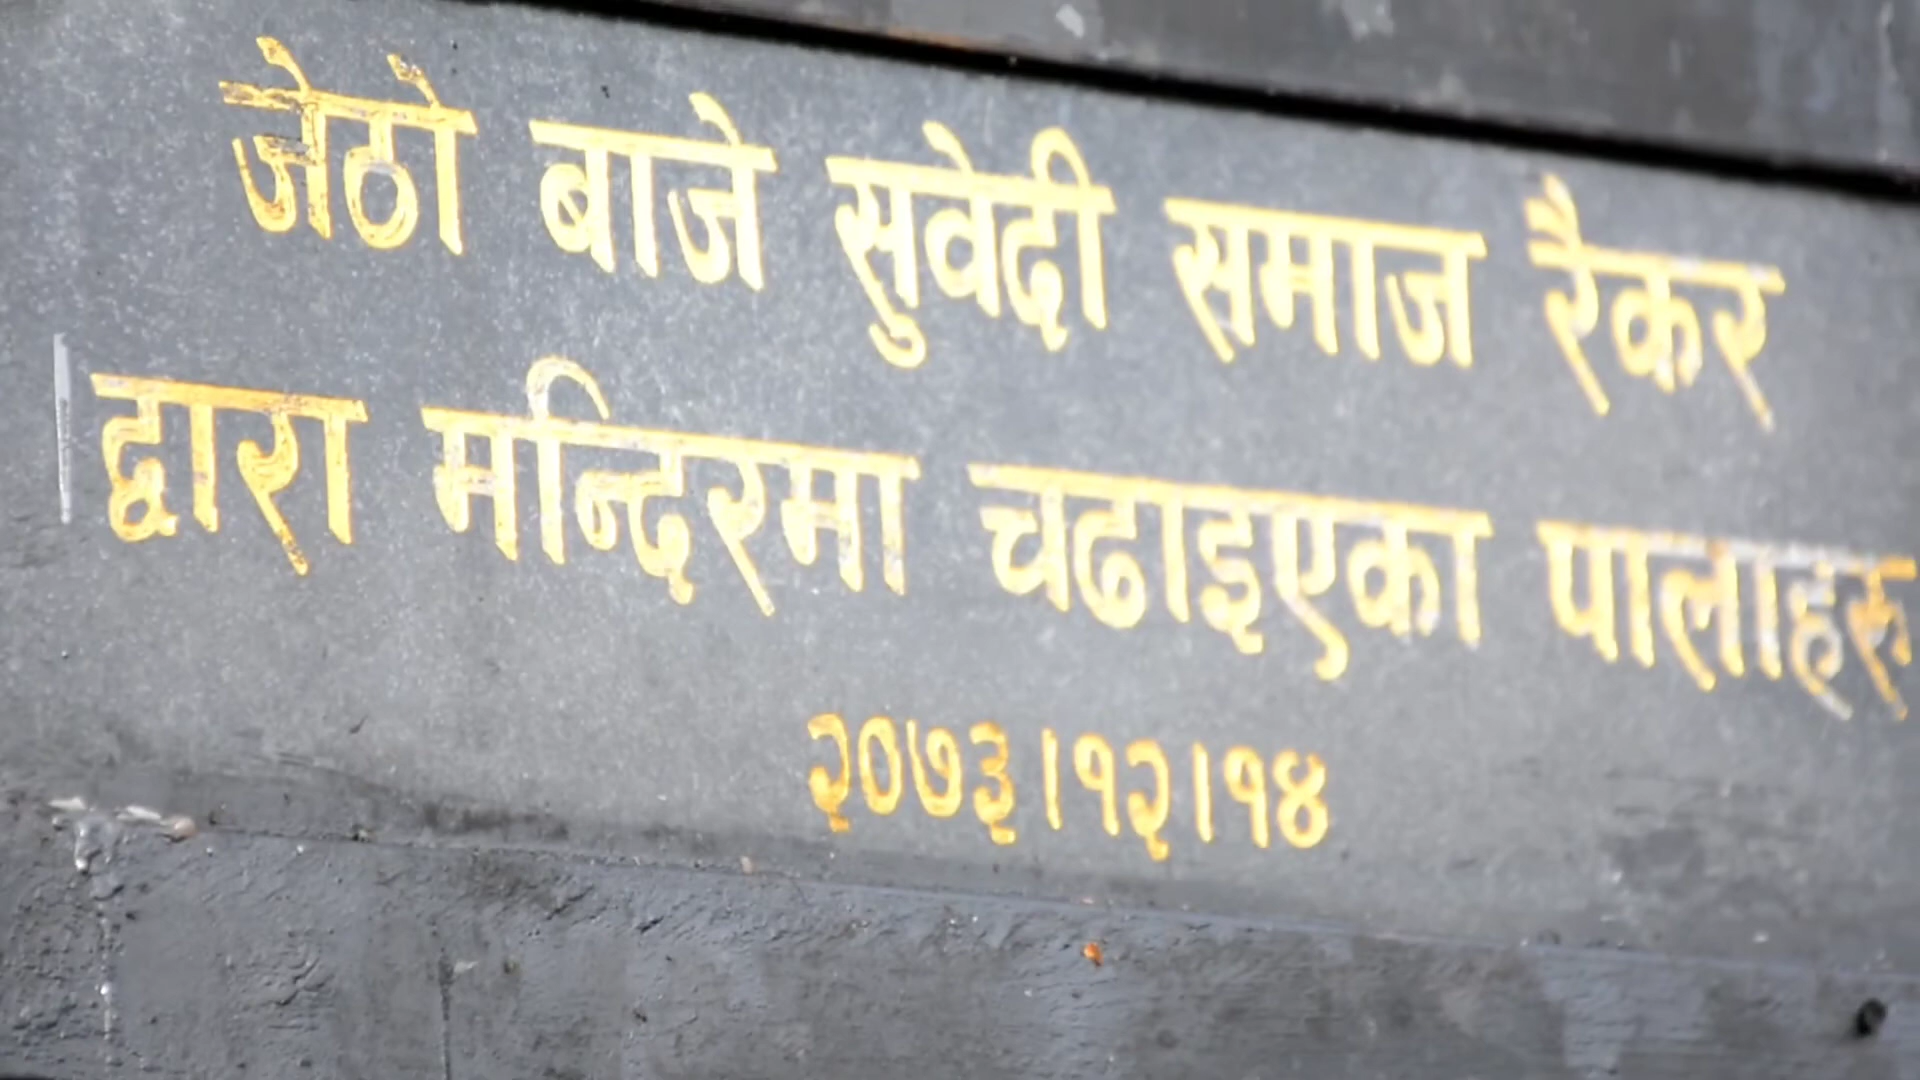 जेठो बाजे सुवेदी समाज रैकर
द्वारा मन्दिरमा चढाइएका पालाहरु
२०७३।१२।१४